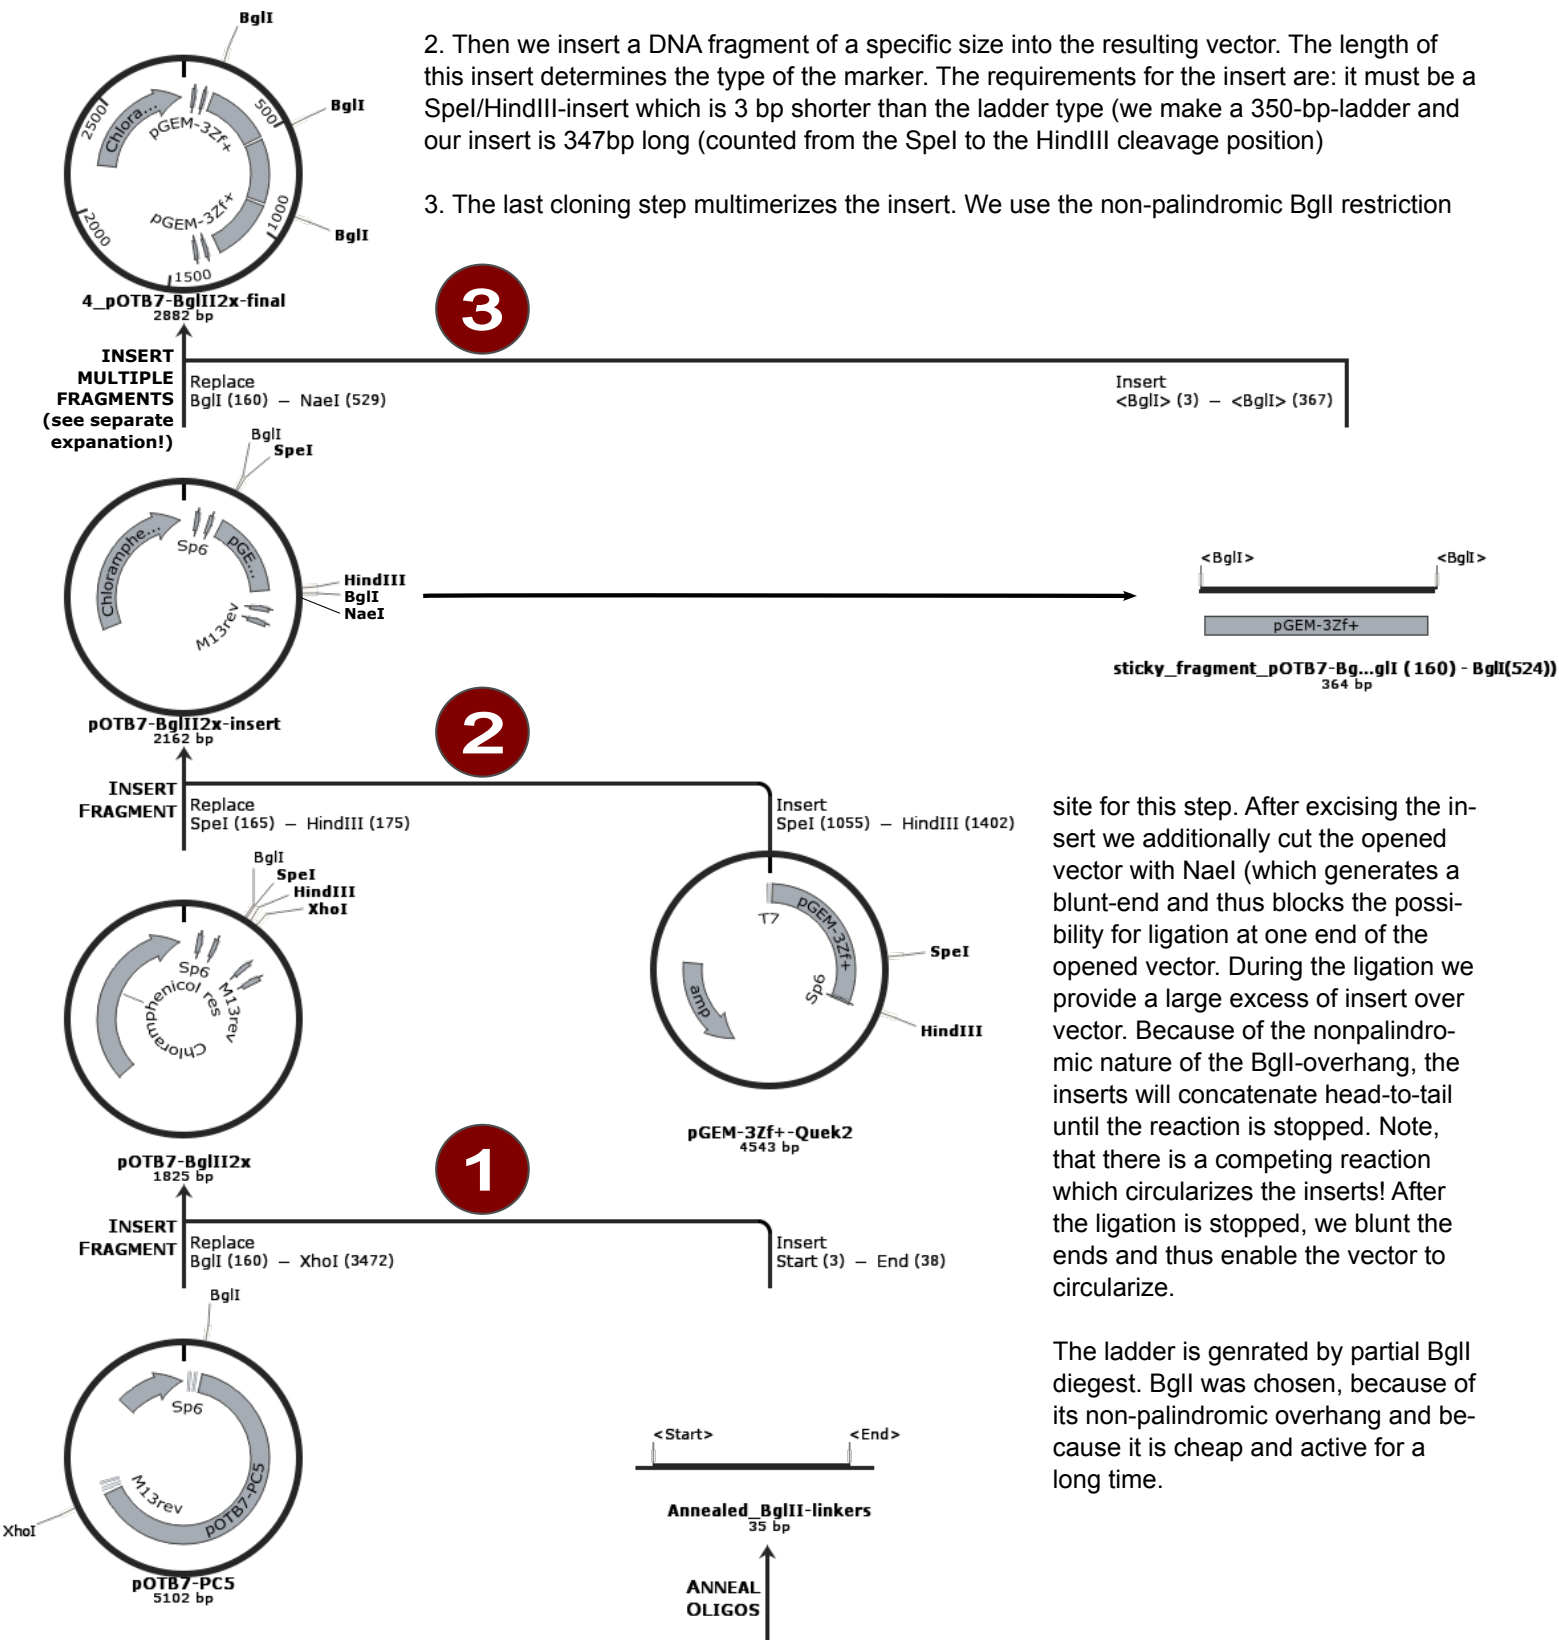 BglI
2. Then we insert a DNA fragment of a specific size into the resulting vector. The length of
this insert determines the type of the marker. The requirements for the insert are: it must be a
SpeI/HindIII-insert which is 3 bp shorter than the ladder type (we make a 350-bp-ladder and
our insert is 347bp long (counted from the SpeI to the HindIII cleavage position)
3. The last cloning step multimerizes the insert. We use the non-palindromic BglI restriction
BglI
BglI
2500
500
1000
1500
2000
Chlora...
pGEM-3Zf+
pGEM-3Zf+
4_pOTB7-BglII2x-final
2882 bp
3
INSERT
MULTIPLE
FRAGMENTS
(see separate
expanation!)
Replace
BglI (160) – NaeI (529)
Insert
<BglI> (3) – <BglI> (367)
BglI
SpeI
HindIII
BglI
NaeI
Chloramphe...
Sp6
pGE...
M13rev
pOTB7-BglII2x-insert
2162 bp
<BglI>
<BglI>
pGEM-3Zf+
sticky_fragment_pOTB7-Bg...glI (160) - BglI(524))
364 bp
2
INSERT
FRAGMENT
Replace
SpeI (165) – HindIII (175)
Insert
SpeI (1055) – HindIII (1402)
BglI
SpeI
HindIII
XhoI
Sp6
M13rev
Chloramphenicol res
pOTB7-BglII2x
1825 bp
T7
pGEM-3Zf+
Sp6
amp
SpeI
HindIII
pGEM-3Zf+-Quek2
4543 bp
site for this step. After excising the in-
sert we additionally cut the opened
vector with NaeI (which generates a
blunt-end and thus blocks the possi-
bility for ligation at one end of the
opened vector. During the ligation we
provide a large excess of insert over
vector. Because of the nonpalindro-
mic nature of the BglI-overhang, the
inserts will concatenate head-to-tail
until the reaction is stopped. Note,
that there is a competing reaction
which circularizes the inserts! After
the ligation is stopped, we blunt the
ends and thus enable the vector to
circularize.
The ladder is genrated by partial BglI
diegest. BglI was chosen, because of
its non-palindromic overhang and be-
cause it is cheap and active for a
long time.
1
INSERT
FRAGMENT
Replace
BglI (160) – XhoI (3472)
Insert
Start (3) – End (38)
BglI
Sp6
M13rev
pOTB7-PC5
XhoI
pOTB7-PC5
5102 bp
<Start>
<End>
Annealed_BglII-linkers
35 bp
ANNEAL
OLIGOS